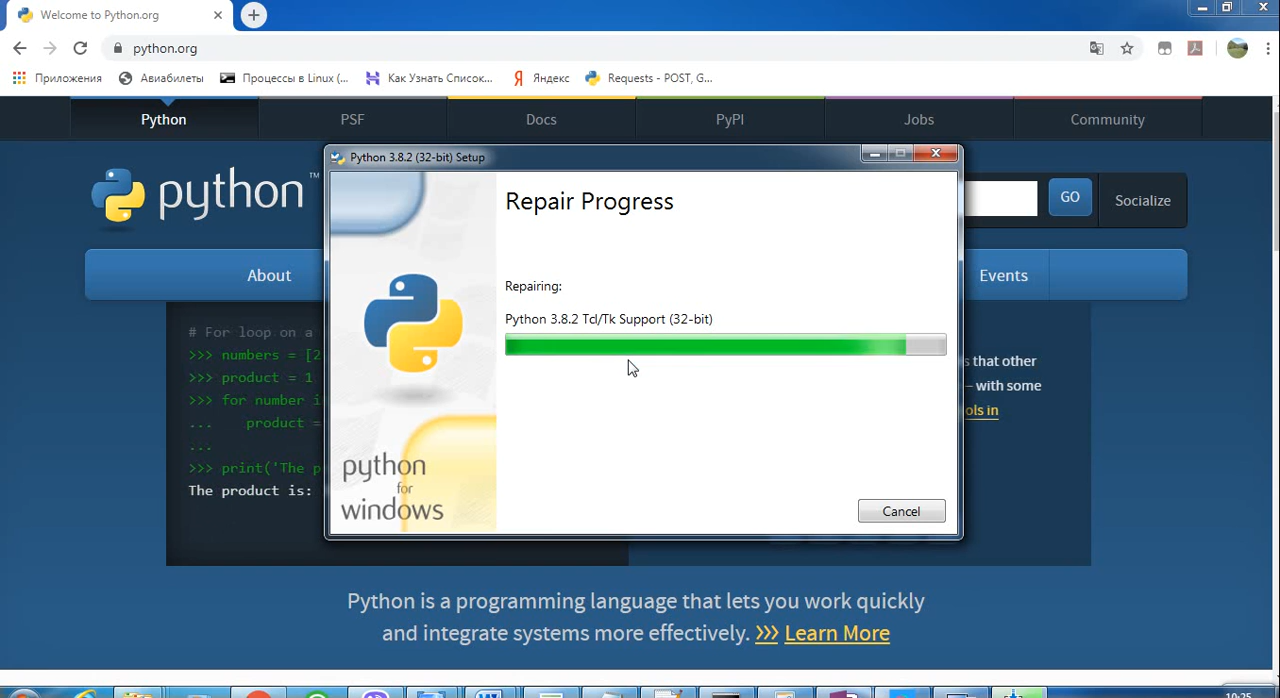 Welcome to Python.org
python.org
Приложения
Авиабилеты
Процессы в Linux (...
Как Узнать Список...
Яндекс
Requests - POST, G...
Python
PSF
Docs
PyPI
Jobs
Community
python™
GO
Socialize
About
Events
# For loop on a
>>> numbers = [2
>>> product = 1
>>> for number i
... product =
...
>>> print('The p
The product is:
s that other
– with some
ols in
Python 3.8.2 (32-bit) Setup
Repair Progress
Repairing:
Python 3.8.2 Tcl/Tk Support (32-bit)
python
for
windows
Cancel
Python is a programming language that lets you work quickly
and integrate systems more effectively. >>> Learn More
10:25